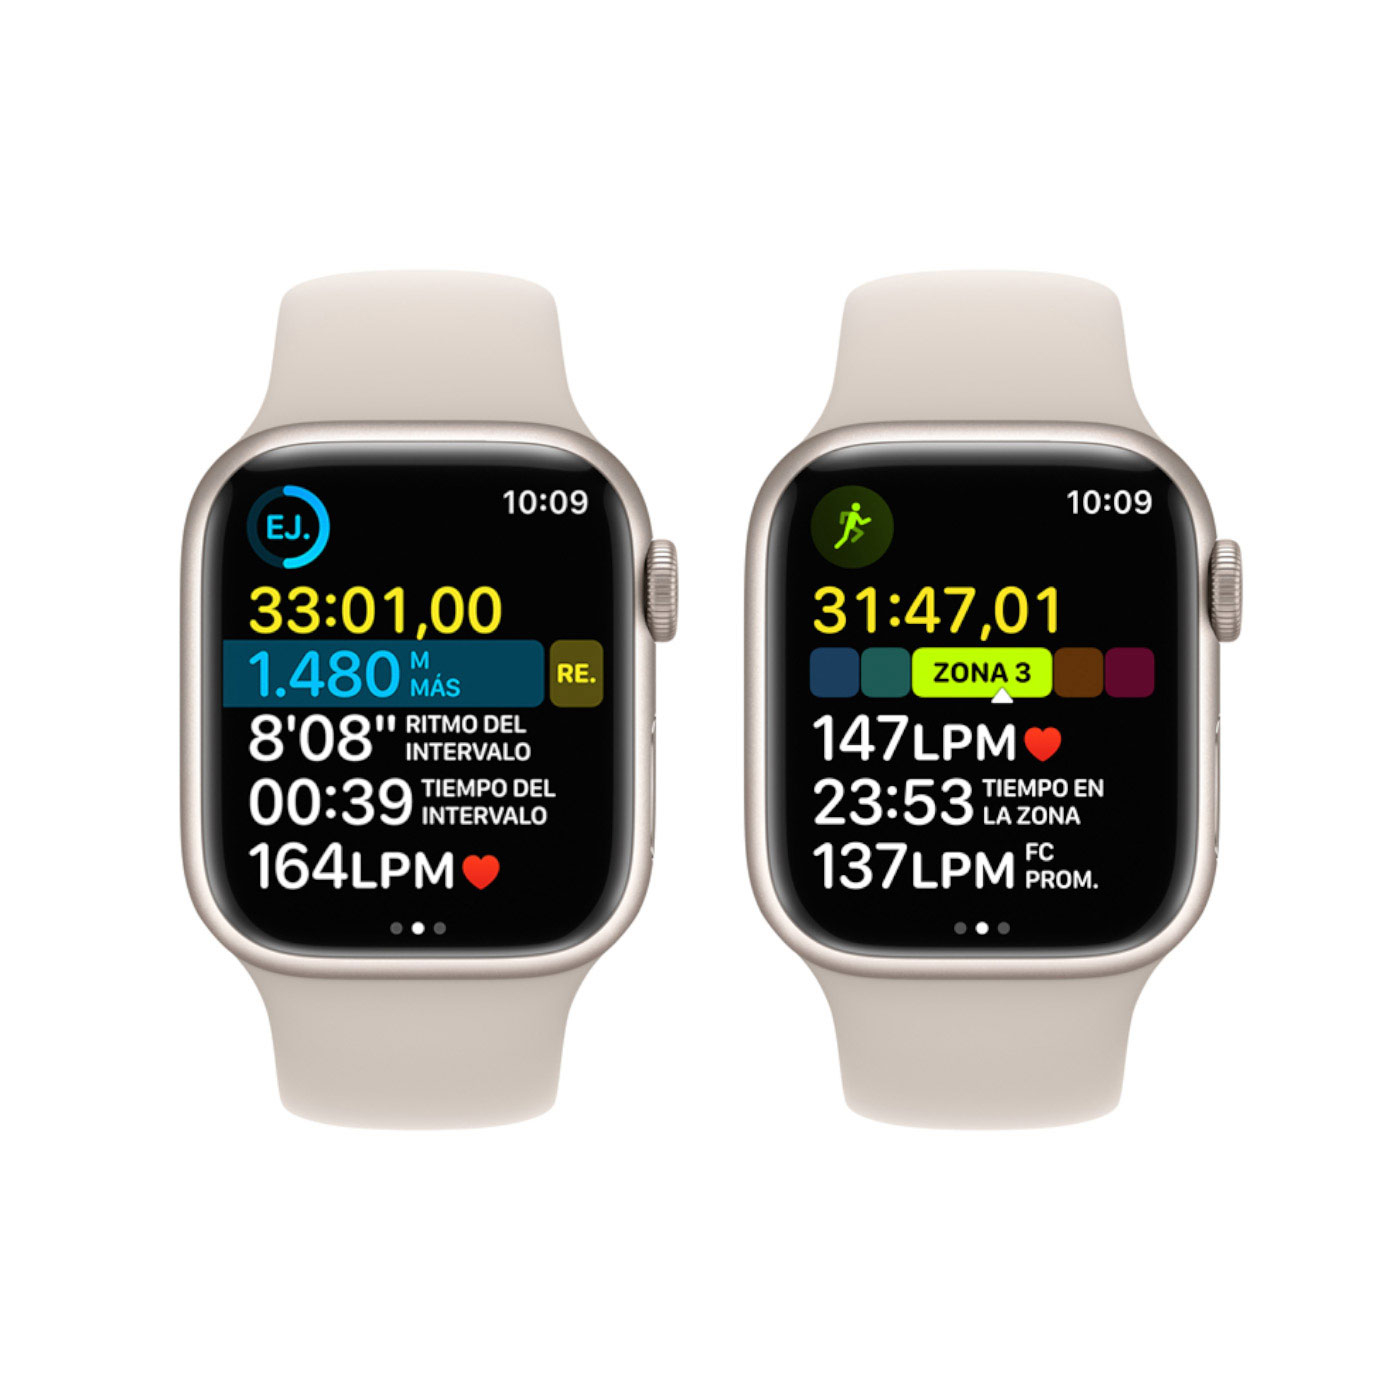 10:09
EJ.
33:01,00
1.480 M
MÁS
RE.
8'08" RITMO DEL
INTERVALO
00:39 TIEMPO DEL
INTERVALO
164LPM
10:09
31:47,01
ZONA 3
147LPM
23:53 TIEMPO EN
LA ZONA
137LPM FC
PROM.